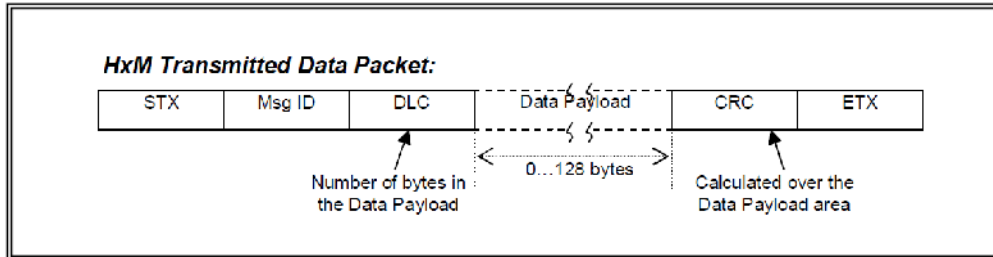 HxM Transmitted Data Packet:
STX Msg ID DLC Data Payload CRC ETX
0...128 bytes
Number of bytes in
the Data Payload
Calculated over the
Data Payload area